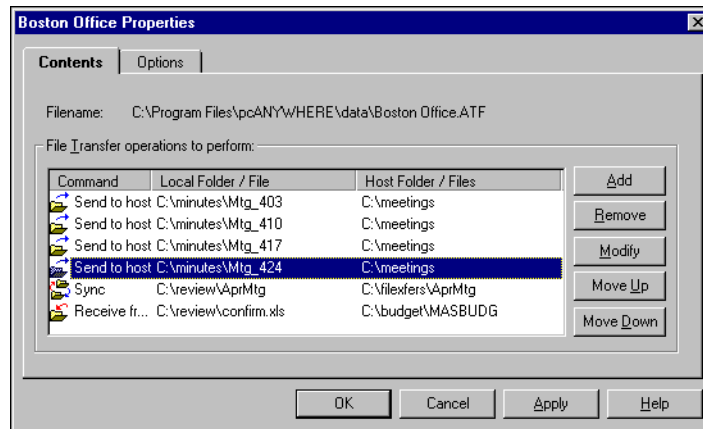 Boston Office Properties
Contents Options
Filename: C:\Program Files\pcANYWHERE\data\Boston Office.ATF
File Transfer operations to perform:
Command Local Folder / File Host Folder / Files
Send to host C:\minutes\Mtg_403 C:\meetings
Send to host C:\minutes\Mtg_410 C:\meetings
Send to host C:\minutes\Mtg_417 C:\meetings
Send to host C:\minutes\Mtg_424 C:\meetings
Sync C:\review\AprMtg C:\filexfers\AprMtg
Receive fr... C:\review\confirm.xls C:\budget\MASBUDG
Add
Remove
Modify
Move Up
Move Down
OK Cancel Apply Help